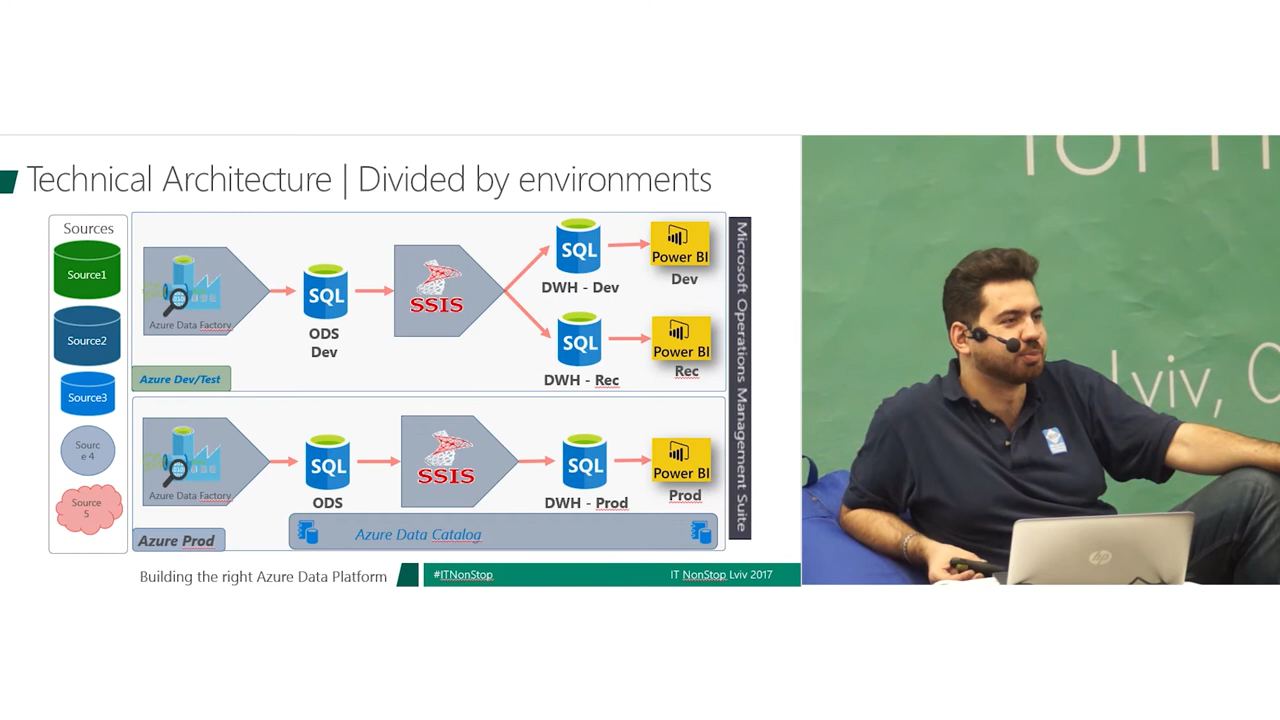 Technical Architecture | Divided by environments
Sources
Source1
Source2
Source3
Sourc
e 4
Source
5
Azure Data Factory
SQL
ODS
Dev
SSIS
SQL
DWH - Dev
Power BI
Dev
SQL
DWH - Rec
Power BI
Rec
Azure Dev/Test
Azure Data Factory
SQL
ODS
SSIS
SQL
DWH - Prod
Power BI
Prod
Azure Data Catalog
Azure Prod
Microsoft Operations Management Suite
Building the right Azure Data Platform
#ITNonStop
IT NonStop Lviv 2017
Lviv,
hp